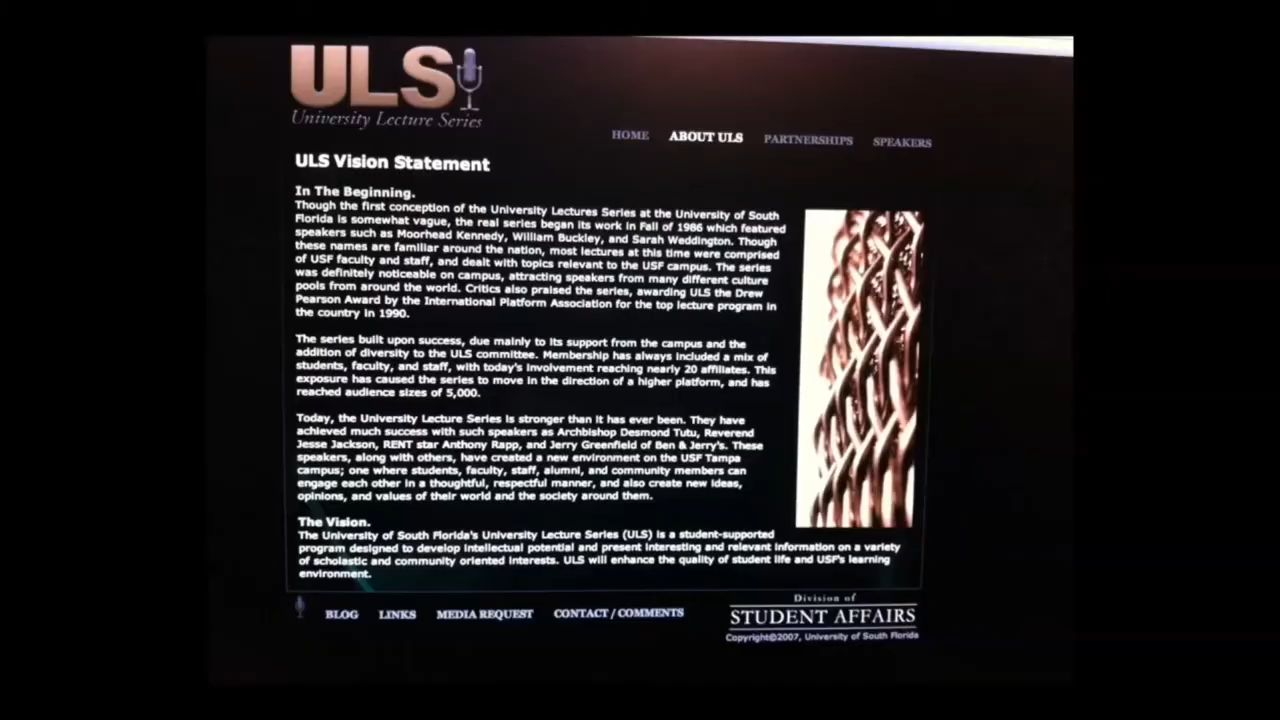 ULS
University Lecture Series
HOME ABOUT ULS PARTNERSHIPS SPEAKERS
ULS Vision Statement
In The Beginning.
Though the first conception of the University Lectures Series at the University of South
Florida is somewhat vague, the real series began its work in Fall of 1986 which featured
speakers such as Moorhead Kennedy, William Buckley, and Sarah Weddington. Though
these names are familiar around the nation, most lectures at this time were comprised
of USF faculty and staff, and dealt with topics relevant to the USF campus. The series
was definitely noticeable on campus, attracting speakers from many different culture
pools from around the world. Critics also praised the series, awarding ULS the Drew
Pearson Award by the International Platform Association for the top lecture program in
the country in 1990.
The series built upon success, due mainly to its support from the campus and the
addition of diversity to the ULS committee. Membership has always included a mix of
students, faculty, and staff, with today's involvement reaching nearly 20 affiliates. This
exposure has caused the series to move in the direction of a higher platform, and has
reached audience sizes of 5,000.
Today, the University Lecture Series is stronger than it has ever been. They have
achieved much success with such speakers as Archbishop Desmond Tutu, Reverend
Jesse Jackson, RENT star Anthony Rapp, and Jerry Greenfield of Ben & Jerry's. These
speakers, along with others, have created a new environment on the USF Tampa
campus; one where students, faculty, staff, alumni, and community members can
engage each other in a thoughtful, respectful manner, and also create new ideas,
opinions, and values of their world and the society around them.
The Vision.
The University of South Florida's University Lecture Series (ULS) is a student-supported
program designed to develop intellectual potential and present interesting and relevant information on a variety
of scholastic and community oriented interests. ULS will enhance the quality of student life and USF's learning
environment.
BLOG LINKS MEDIA REQUEST CONTACT / COMMENTS
Division of
STUDENT AFFAIRS
Copyright©2007, University of South Florida